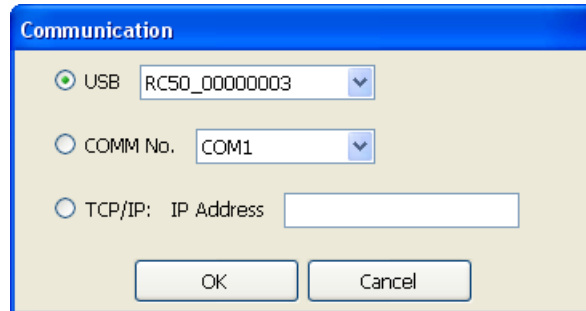 Communication
USB RC50_00000003
COMM No. COM1
TCP/IP: IP Address
OK Cancel